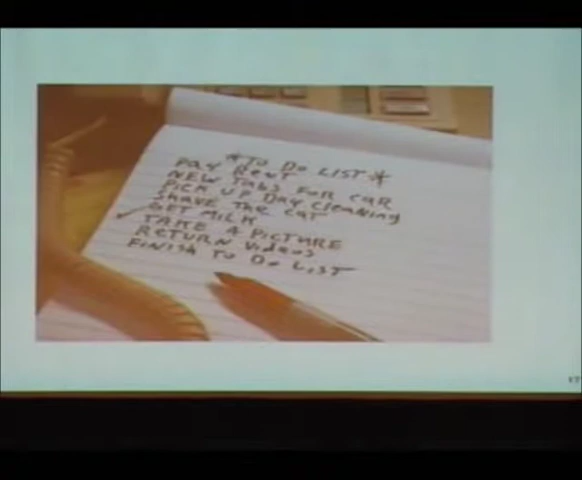 *TO DO LIST*
PAY RENT
NEW TABS FOR CAR
PICK UP DRY CLEANING
SHAVE THE CAT
✓ GET MILK
TAKE A PICTURE
RETURN VIDEOS
FINISH TO DO LIST